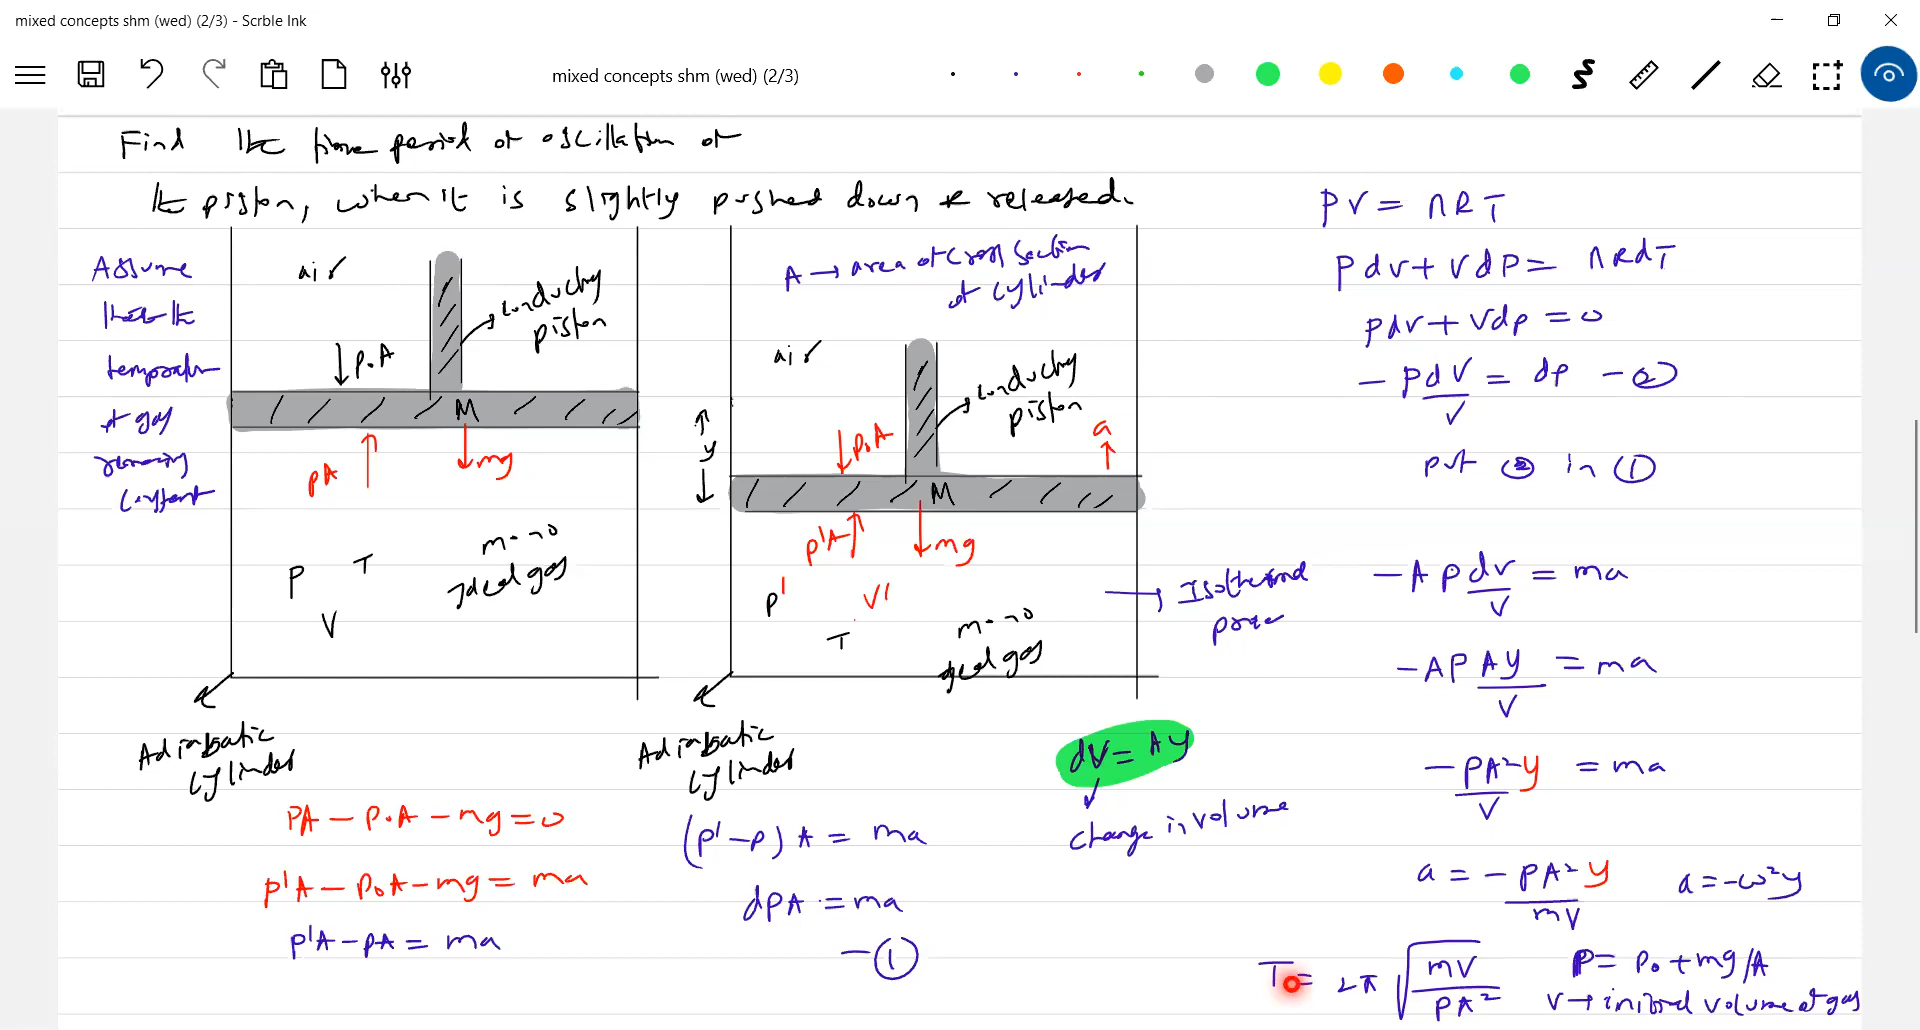 mixed concepts shm (wed) (2/3) - Scrble Ink
mixed concepts shm (wed) (2/3)
Find the time period of oscillation of
the piston, when it is slightly pushed down & released.
Assume
that the
temperature
of gas
remaining
constant
air
conducting
piston
↓ P₀A
M
PA ↑
↓ mg
P T
V
mono
ideal gas
Adiabatic
cylinder
A → area of cross section
of cylinder
air
conducting
piston
y
↓ P₀A
a ↑
M
P'A ↑
↓ mg
P' V'
T
mono
ideal gas
→ Isothermal
process
Adiabatic
cylinder
dV = Ay
change in volume
PA - P₀A - mg = 0
P'A - P₀A - mg = ma
P'A - PA = ma
(P' - P) A = ma
dPA = ma
- ①
PV = nRT
PdV + VdP = nRdT
PdV + VdP = 0
- PdV/V = dP - ②
put ② in ①
- A P dV/V = ma
- AP Ay/V = ma
- PA² y/V = ma
a = - PA² y/mV a = -ω²y
T = 2π √(mV/PA²) P = P₀ + mg/A
V → initial volume of gas